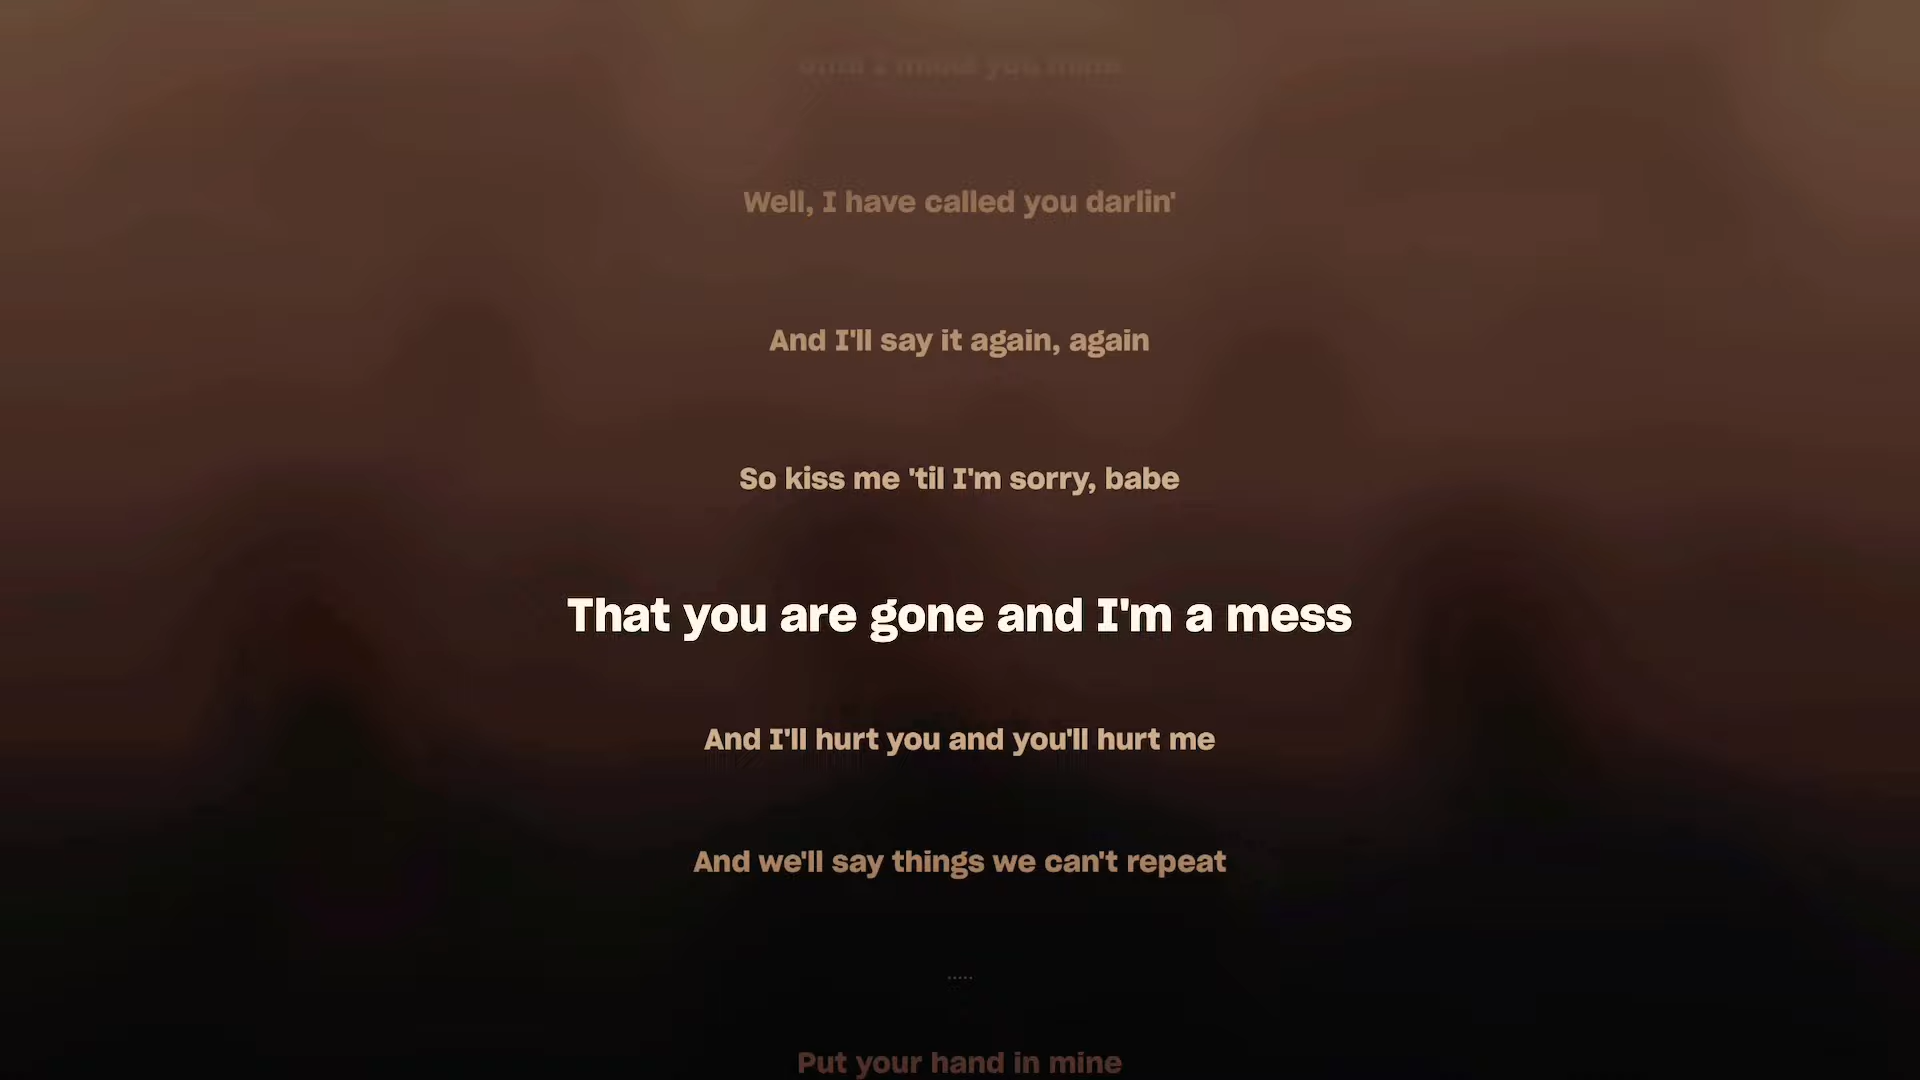 Well, I have called you darlin'
And I'll say it again, again
So kiss me 'til I'm sorry, babe
That you are gone and I'm a mess
And I'll hurt you and you'll hurt me
And we'll say things we can't repeat
.....
Put your hand in mine